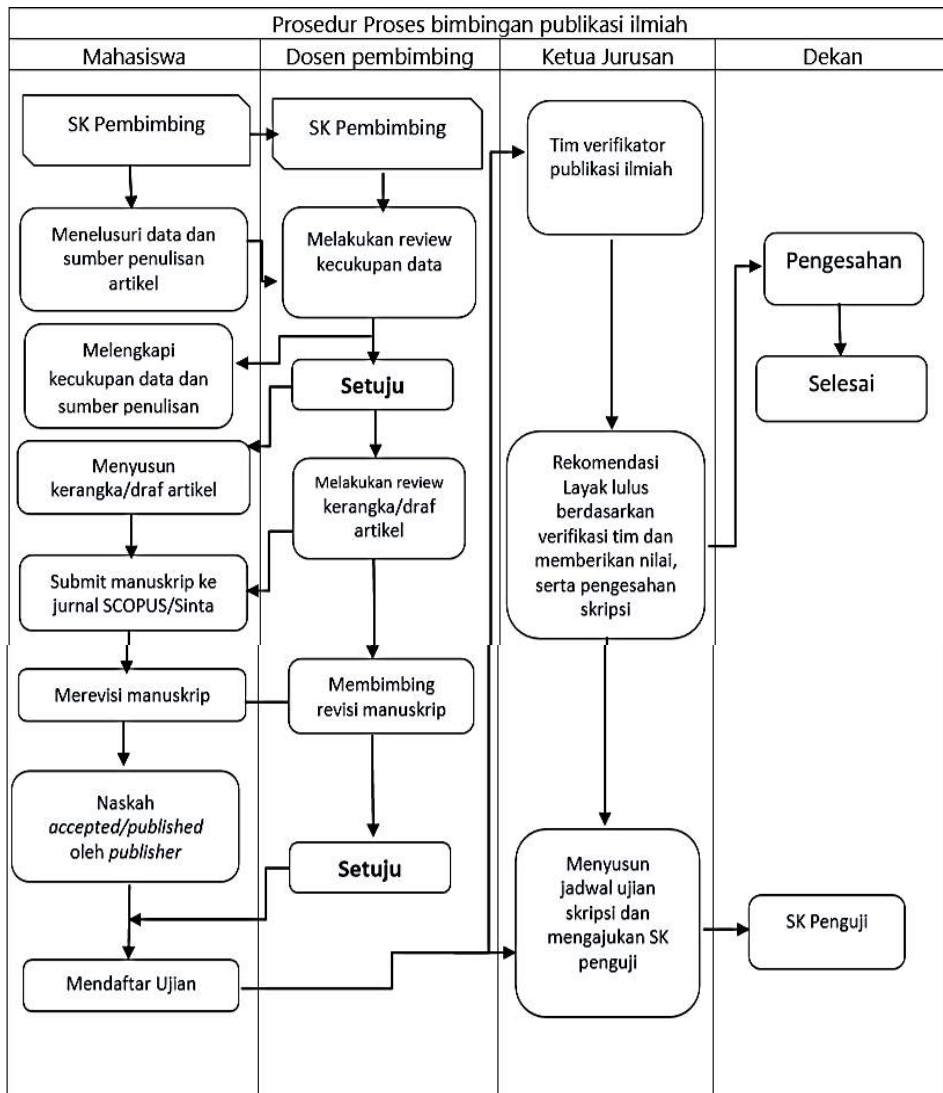 Prosedur Proses bimbingan publikasi ilmiah
Mahasiswa
Dosen pembimbing
Ketua Jurusan
Dekan
SK Pembimbing
SK Pembimbing
Tim verifikator
publikasi ilmiah
Menelusuri data dan
sumber penulisan
artikel
Melakukan review
kecukupan data
Pengesahan
Melengkapi
kecukupan data dan
sumber penulisan
Setuju
Selesai
Menyusun
kerangka/draf artikel
Melakukan review
kerangka/draf
artikel
Rekomendasi
Layak lulus
berdasarkan
verifikasi tim dan
memberikan nilai,
serta pengesahan
skripsi
Submit manuskrip ke
jurnal SCOPUS/Sinta
Merevisi manuskrip
Membimbing
revisi manuskrip
Naskah
accepted/published
oleh publisher
Setuju
Menyusun
jadwal ujian
skripsi dan
mengajukan SK
penguji
SK Penguji
Mendaftar Ujian